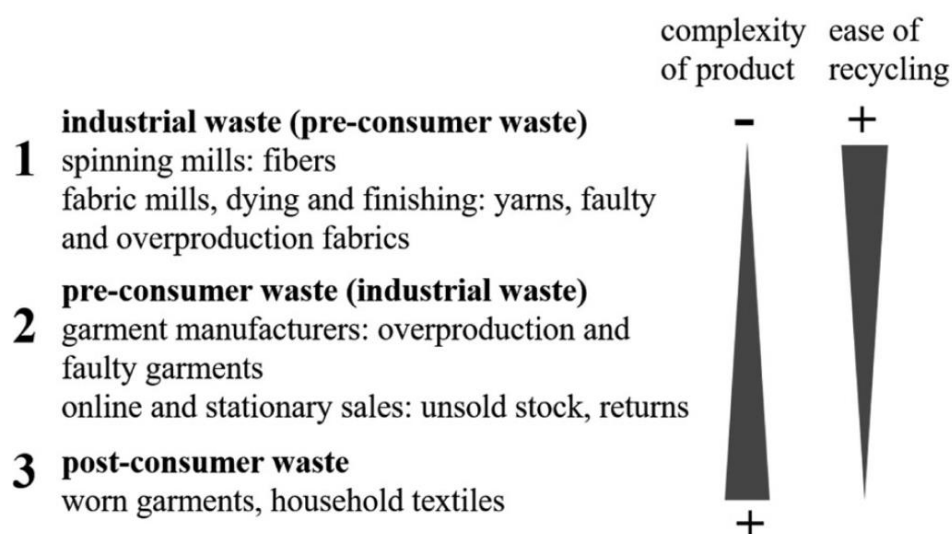 complexity ease of
of product recycling
- +
1 industrial waste (pre-consumer waste)
spinning mills: fibers
fabric mills, dying and finishing: yarns, faulty
and overproduction fabrics
2 pre-consumer waste (industrial waste)
garment manufacturers: overproduction and
faulty garments
online and stationary sales: unsold stock, returns
3 post-consumer waste
worn garments, household textiles
+